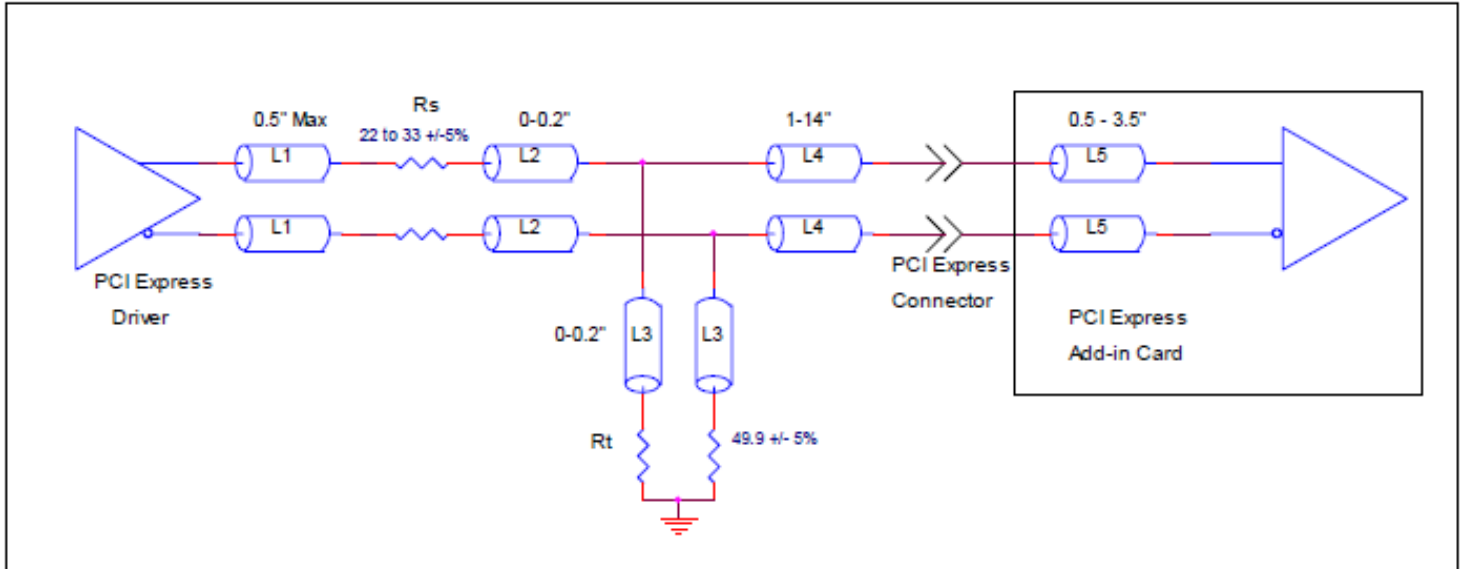 0.5" Max
Rs
22 to 33 +/-5%
0-0.2"
1-14"
0.5 - 3.5"
L1
L2
L4
L5
L1
L2
L4
L5
PCI Express
Driver
PCI Express
Connector
0-0.2"
L3
L3
PCI Express
Add-in Card
Rt
49.9 +/- 5%